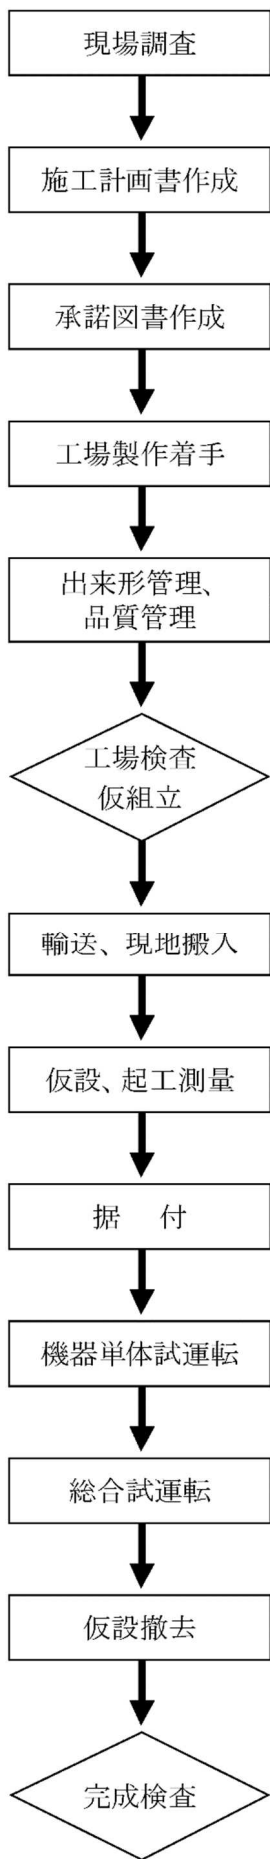 現場調査
施工計画書作成
承諾図書作成
工場製作着手
出来形管理、
品質管理
工場検査
仮組立
輸送、現地搬入
仮設、起工測量
据　付
機器単体試運転
総合試運転
仮設撤去
完成検査